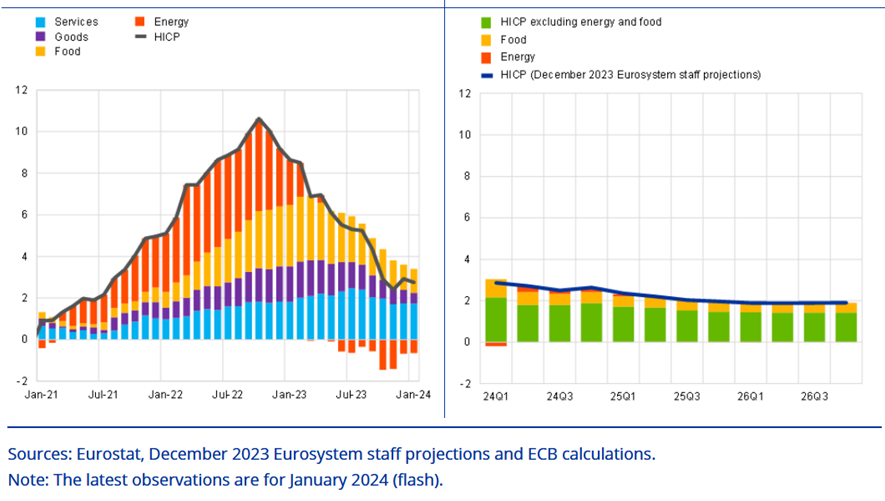 Services
Energy
Goods
HICP
Food
12
10
8
6
4
2
0
-2
Jan-21
Jul-21
Jan-22
Jul-22
Jan-23
Jul-23
Jan-24
HICP excluding energy and food
Food
Energy
HICP (December 2023 Eurosystem staff projections)
12
10
8
6
4
2
0
-2
24Q1
24Q3
25Q1
25Q3
26Q1
26Q3
Sources: Eurostat, December 2023 Eurosystem staff projections and ECB calculations.
Note: The latest observations are for January 2024 (flash).